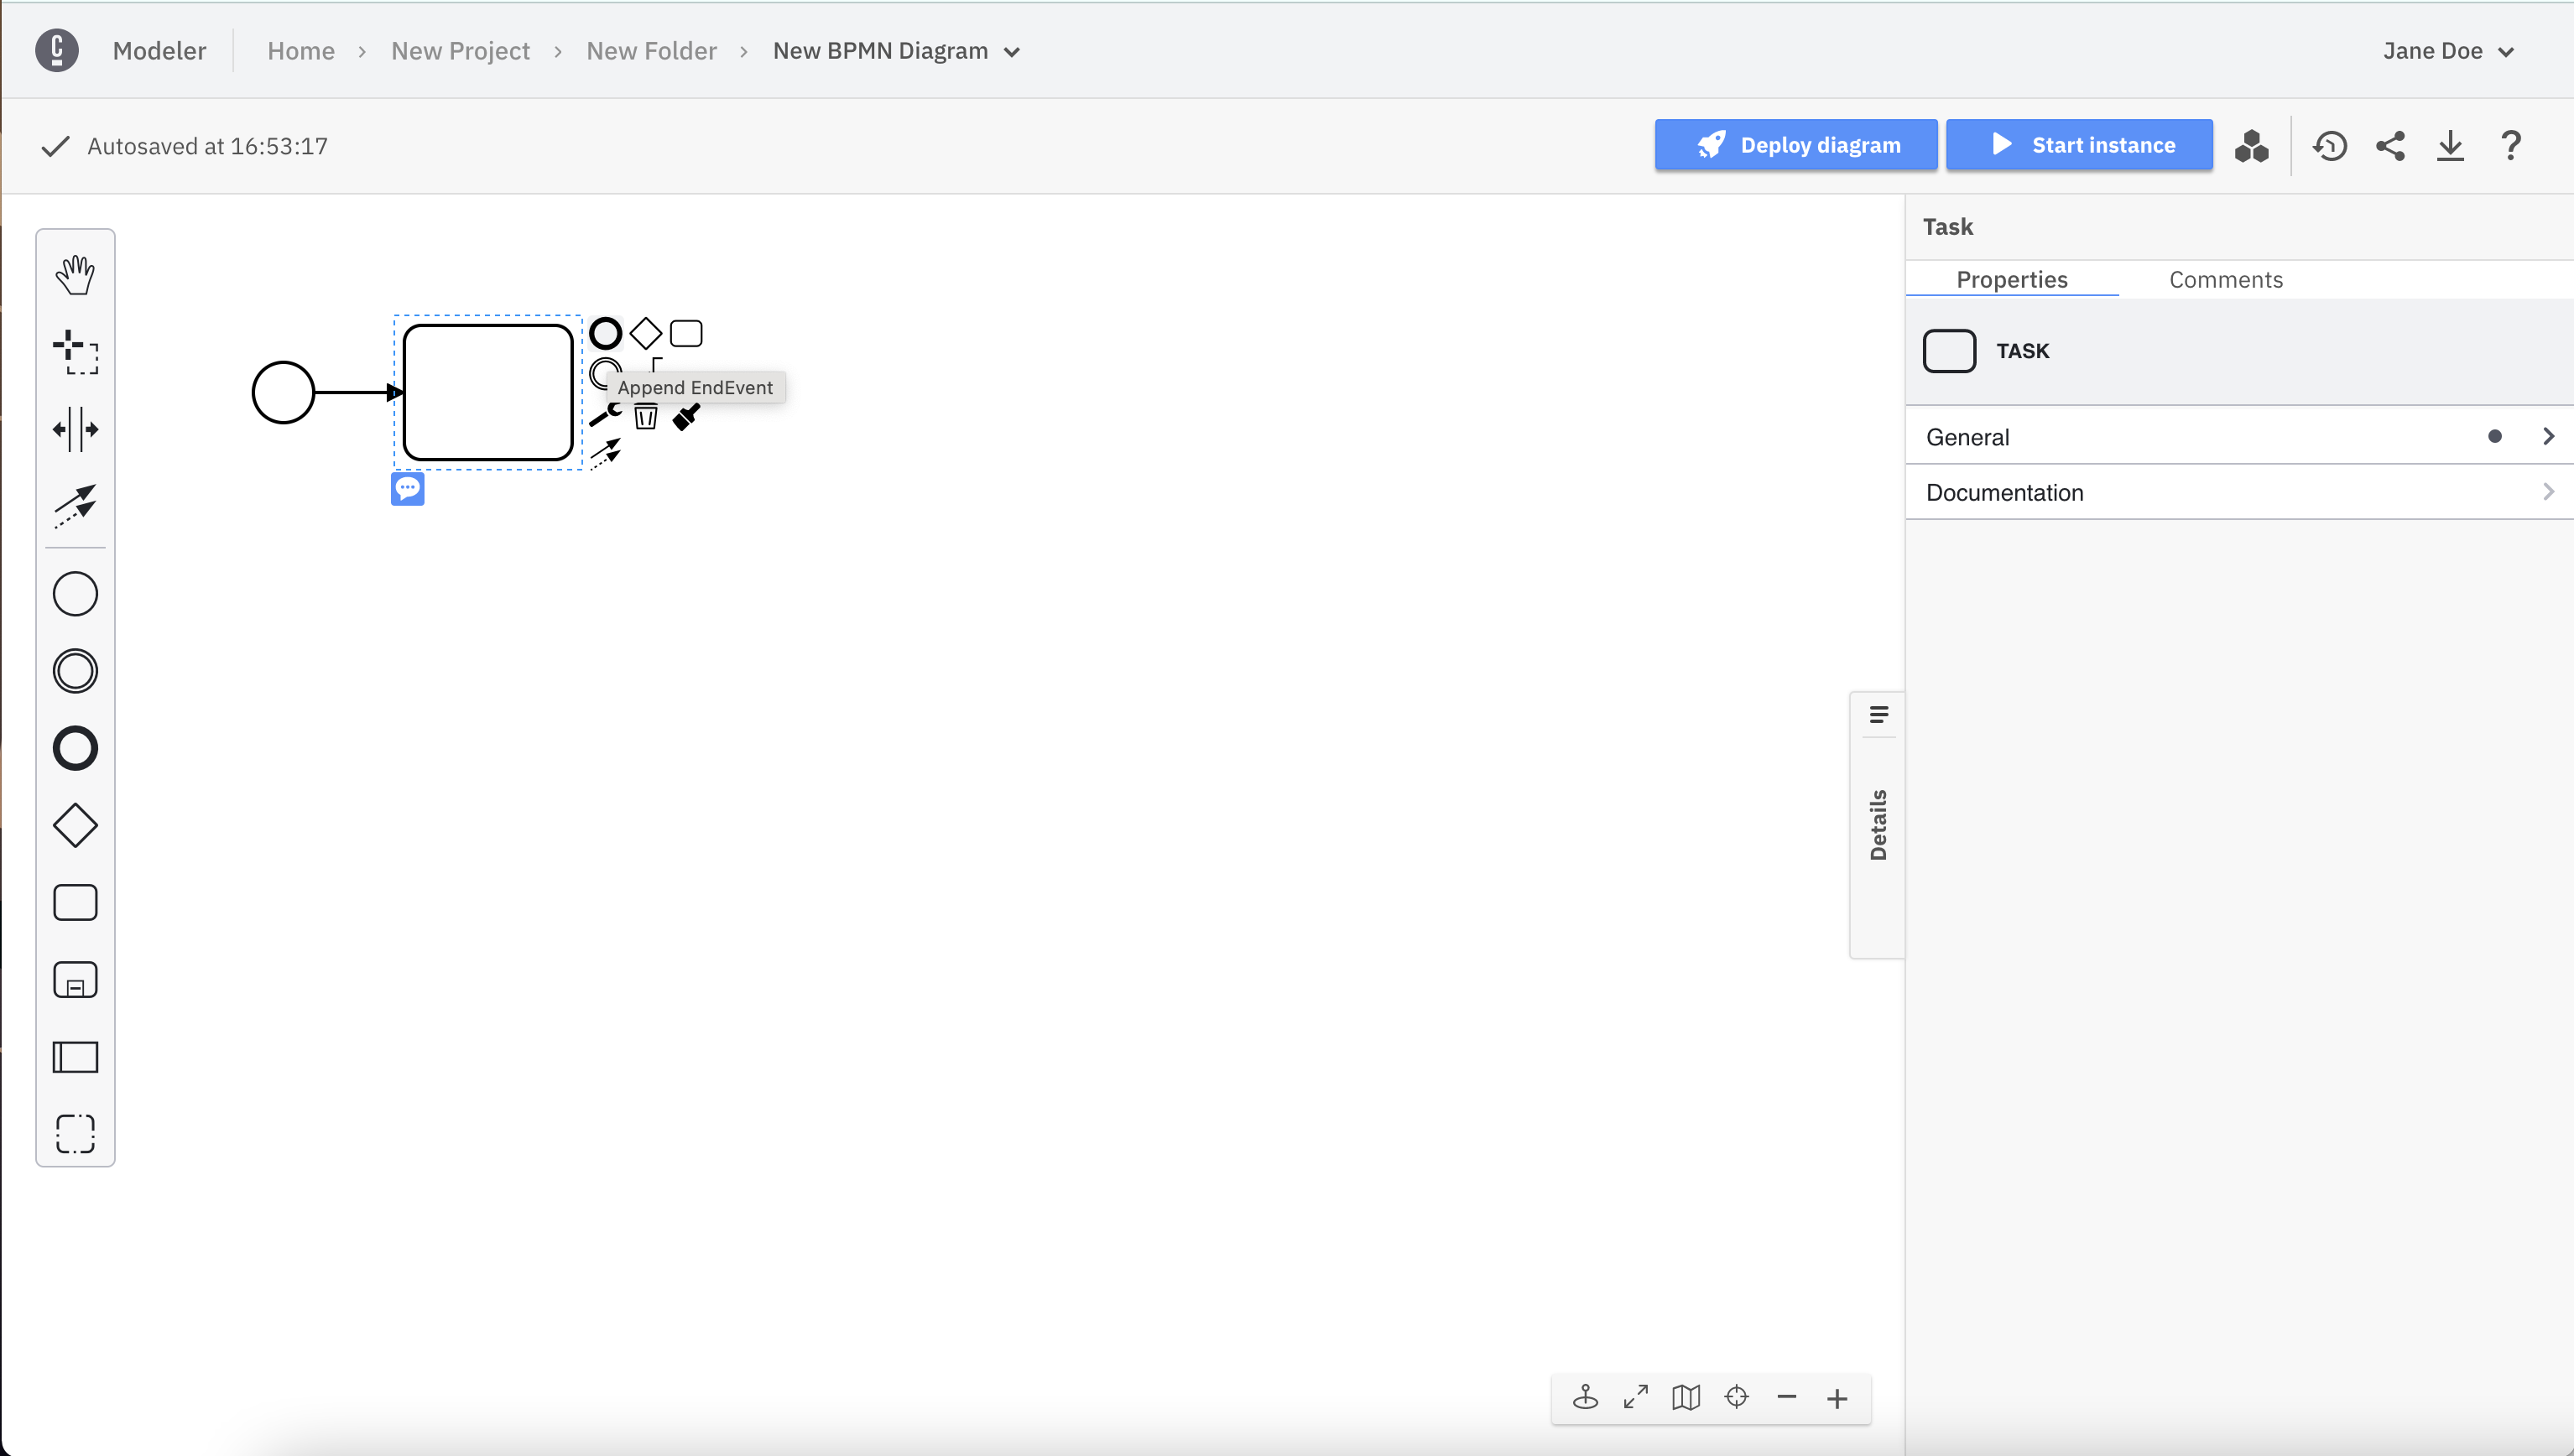 Modeler
Home › New Project › New Folder › New BPMN Diagram
Jane Doe
Autosaved at 16:53:17
Deploy diagram
Start instance
?
Task
Properties
Comments
TASK
General
Documentation
Append EndEvent
Details